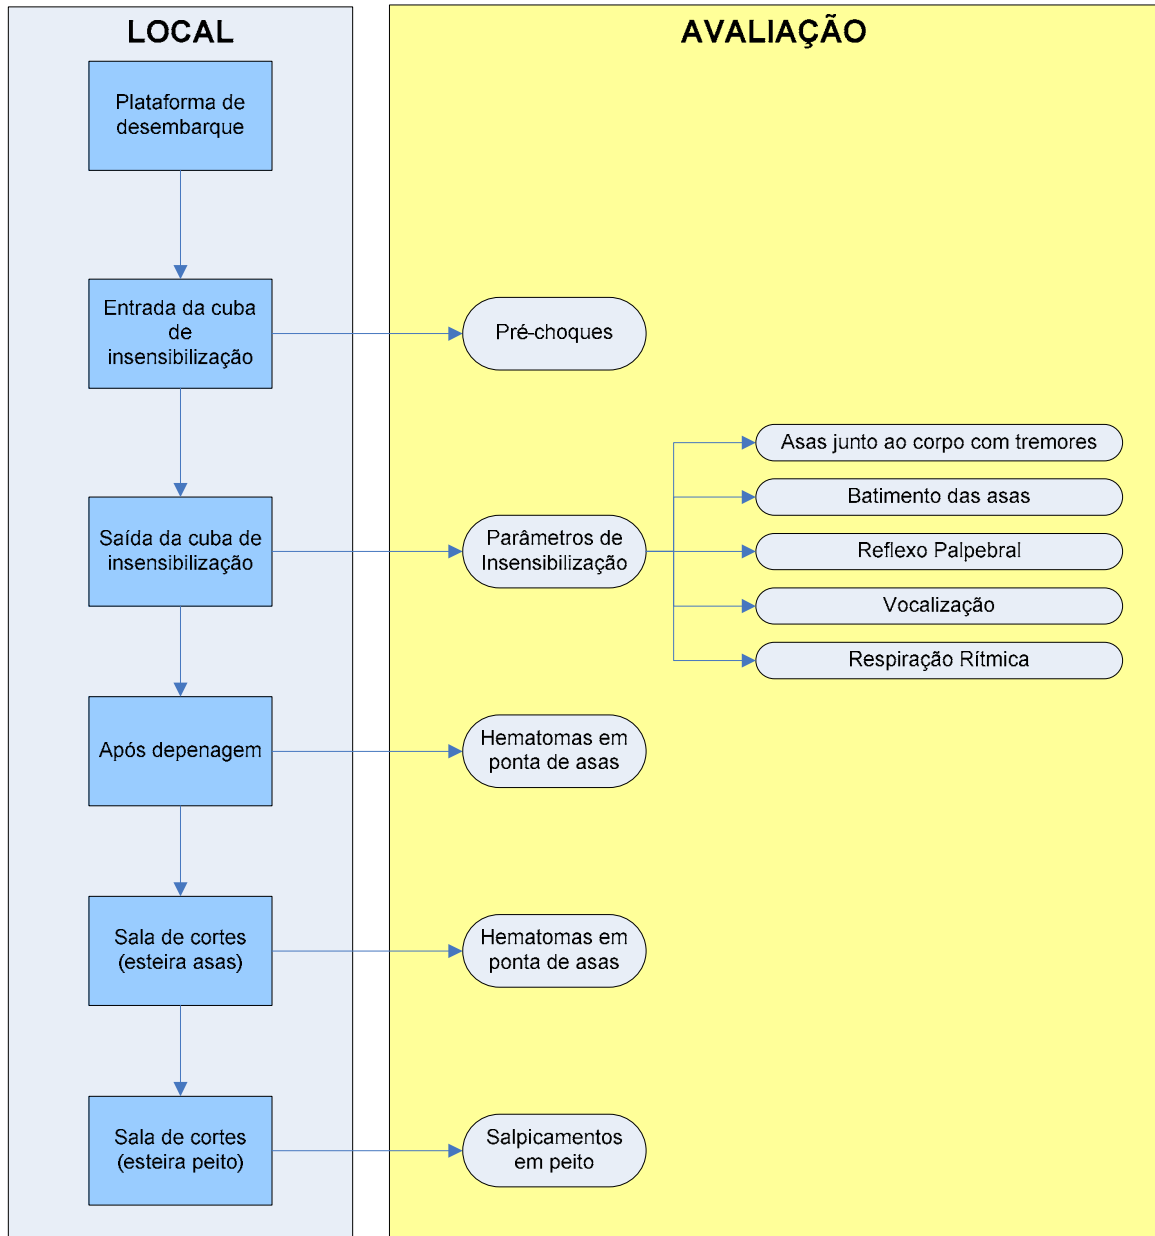 LOCAL
AVALIAÇÃO
Plataforma de
desembarque
Entrada da cuba
de
insensibilização
Pré-choques
Saída da cuba de
insensibilização
Parâmetros de
Insensibilização
Asas junto ao corpo com tremores
Batimento das asas
Reflexo Palpebral
Vocalização
Respiração Rítmica
Após depenagem
Hematomas em
ponta de asas
Sala de cortes
(esteira asas)
Hematomas em
ponta de asas
Sala de cortes
(esteira peito)
Salpicamentos
em peito